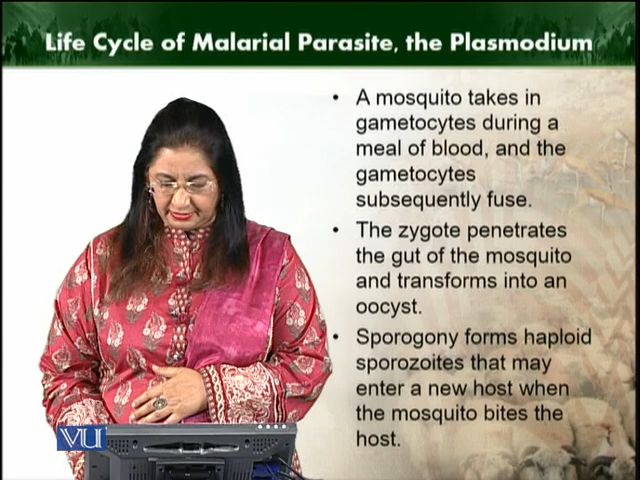 Life Cycle of Malarial Parasite, the Plasmodium
• A mosquito takes in
gametocytes during a
meal of blood, and the
gametocytes
subsequently fuse.
• The zygote penetrates
the gut of the mosquito
and transforms into an
oocyst.
• Sporogony forms haploid
sporozoites that may
enter a new host when
the mosquito bites the
host.
VU